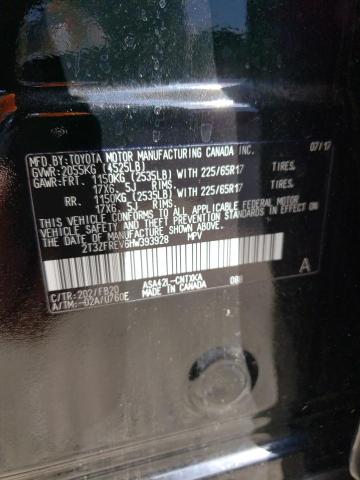 MFD.BY:TOYOTA MOTOR MANUFACTURING CANADA INC. 07/17
GVWR:2055KG (4525LB)
GAWR:FRT. 1150KG (2535LB) WITH 225/65R17 TIRES,
17X6.5J RIMS,
RR. 1150KG (2535LB) WITH 225/65R17 TIRES,
17X6.5J RIMS,
THIS VEHICLE CONFORMS TO ALL APPLICABLE FEDERAL MOTOR
VEHICLE SAFETY AND THEFT PREVENTION STANDARDS IN EFFECT ON
THE DATE OF MANUFACTURE SHOWN ABOVE.
2T3ZFREV6HW393928 MPV
C/TR:202/FB20 ASA42L-CNTXKA
A/TM:-02A/U760E MADE IN CANADA
A